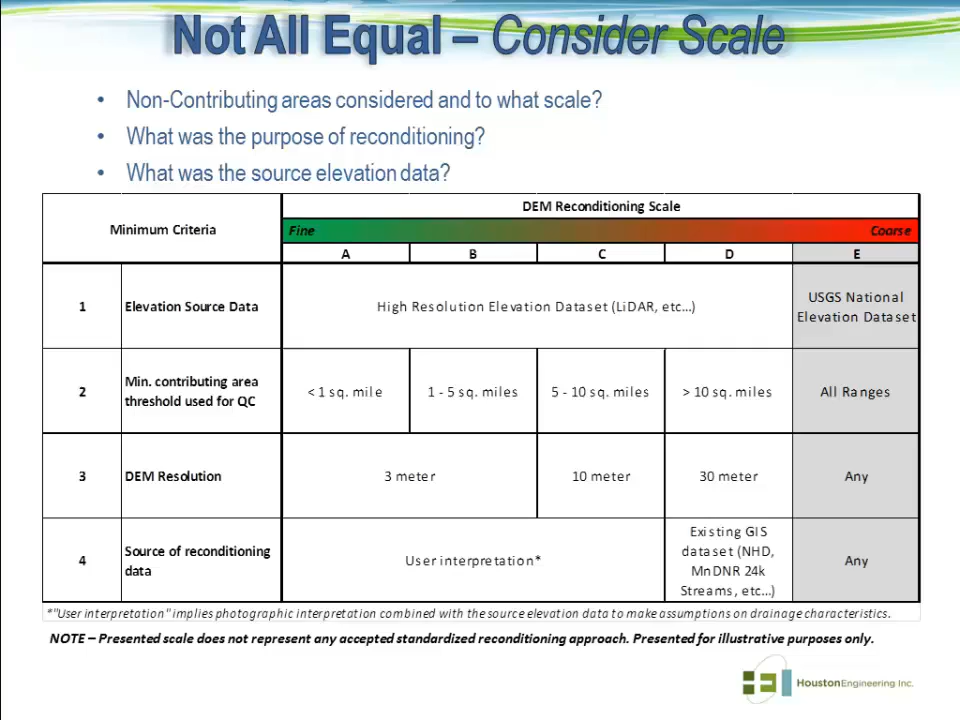 Not All Equal – Consider Scale
• Non-Contributing areas considered and to what scale?
• What was the purpose of reconditioning?
• What was the source elevation data?
Minimum Criteria
DEM Reconditioning Scale
Fine
Coarse
A B C D E
1
Elevation Source Data
High Resolution Elevation Dataset (LiDAR, etc...)
USGS National
Elevation Dataset
2
Min. contributing area
threshold used for QC
< 1 sq. mile
1 - 5 sq. miles
5 - 10 sq. miles
> 10 sq. miles
All Ranges
3
DEM Resolution
3 meter
10 meter
30 meter
Any
4
Source of reconditioning
data
User interpretation*
Existing GIS
dataset (NHD,
MnDNR 24k
Streams, etc...)
Any
*"User interpretation" implies photographic interpretation combined with the source elevation data to make assumptions on drainage characteristics.
NOTE – Presented scale does not represent any accepted standardized reconditioning approach. Presented for illustrative purposes only.
HoustonEngineering Inc.